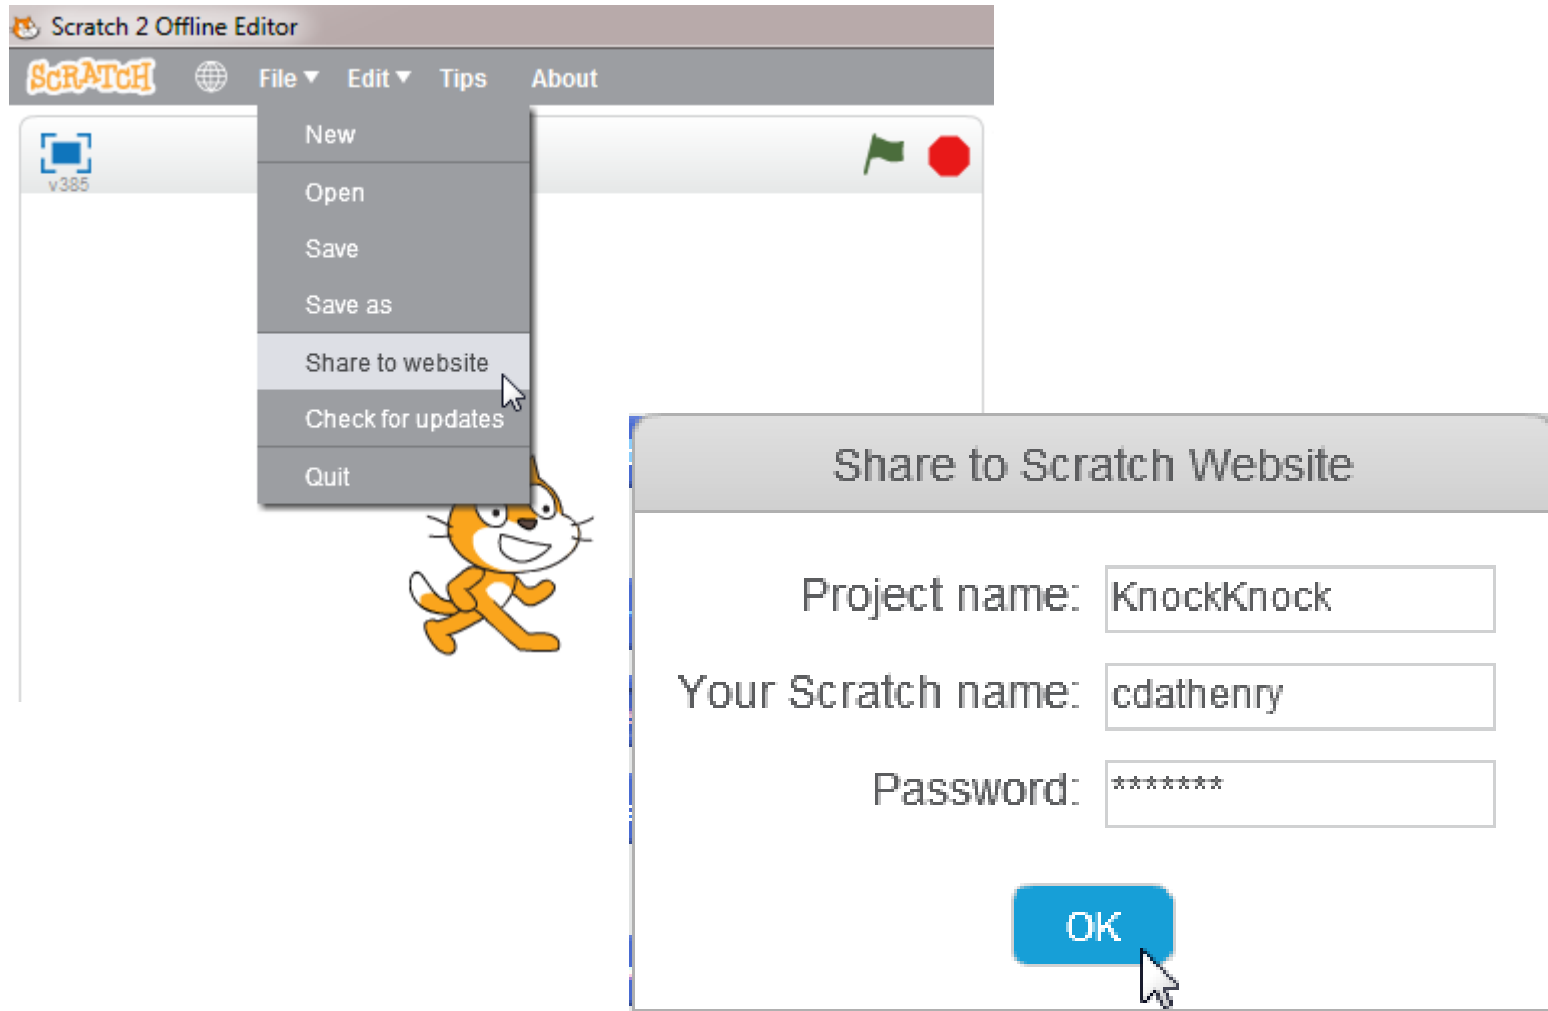 Scratch 2 Offline Editor
SCRATCH File Edit Tips About
v385
New
Open
Save
Save as
Share to website
Check for updates
Quit
Share to Scratch Website
Project name: KnockKnock
Your Scratch name: cdathenry
Password: *******
OK